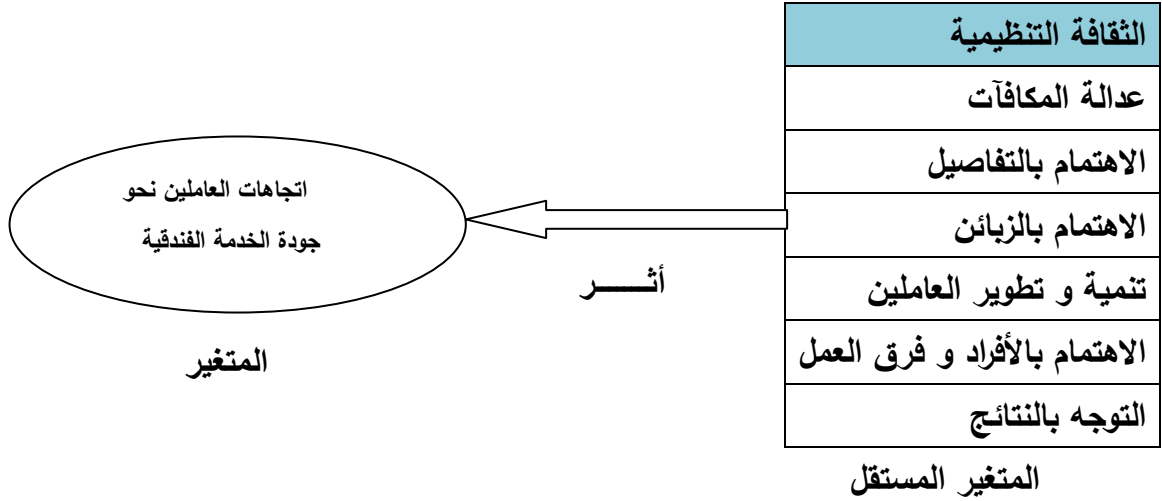 الثقافة التنظيمية
عدالة المكافآت
الاهتمام بالتفاصيل
الاهتمام بالزبائن
تنمية و تطوير العاملين
الاهتمام بالأفراد و فرق العمل
التوجه بالنتائج
المتغير المستقل
أثــــــر
اتجاهات العاملين نحو
جودة الخدمة الفندقية
المتغير